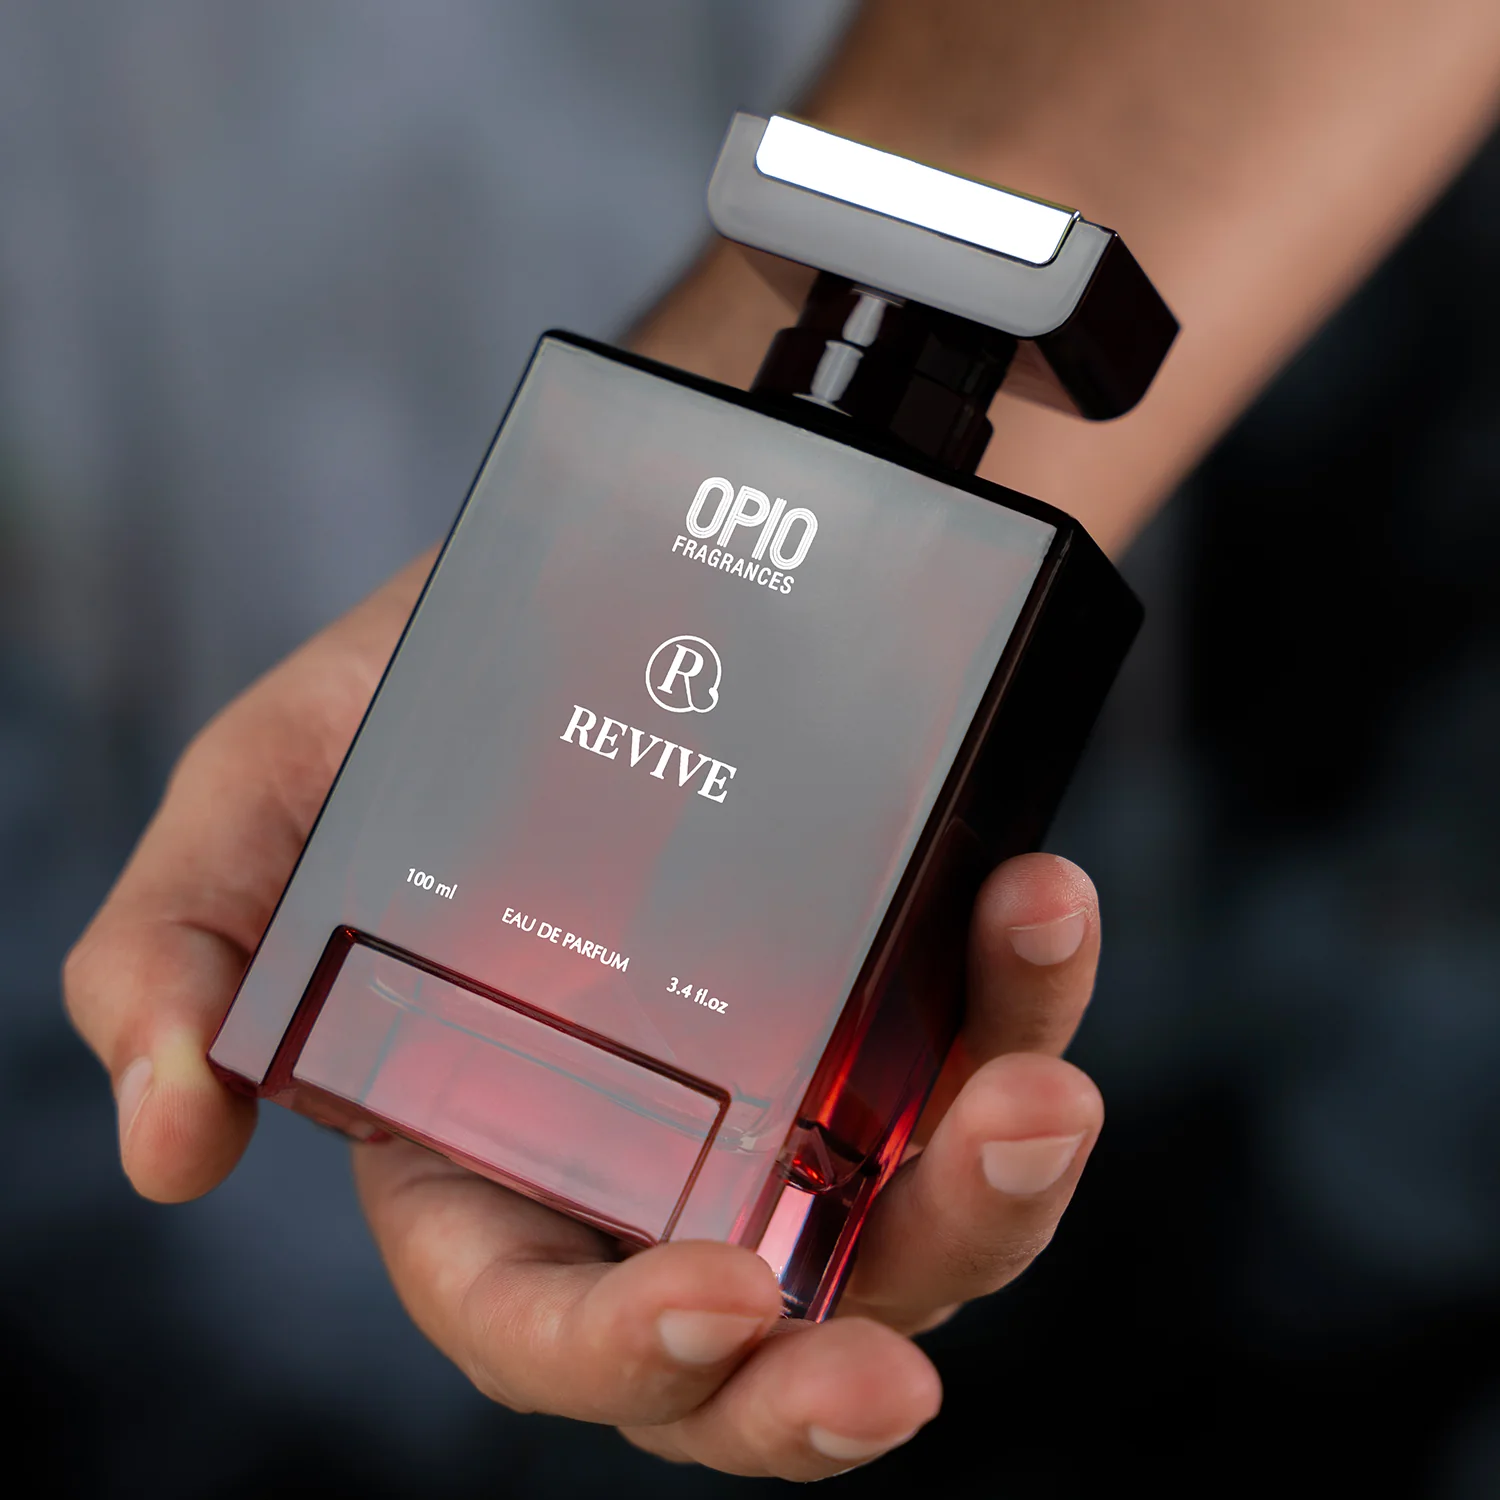 OPIO
FRAGRANCES
R
REVIVE
100 ml
EAU DE PARFUM
3.4 fl.oz